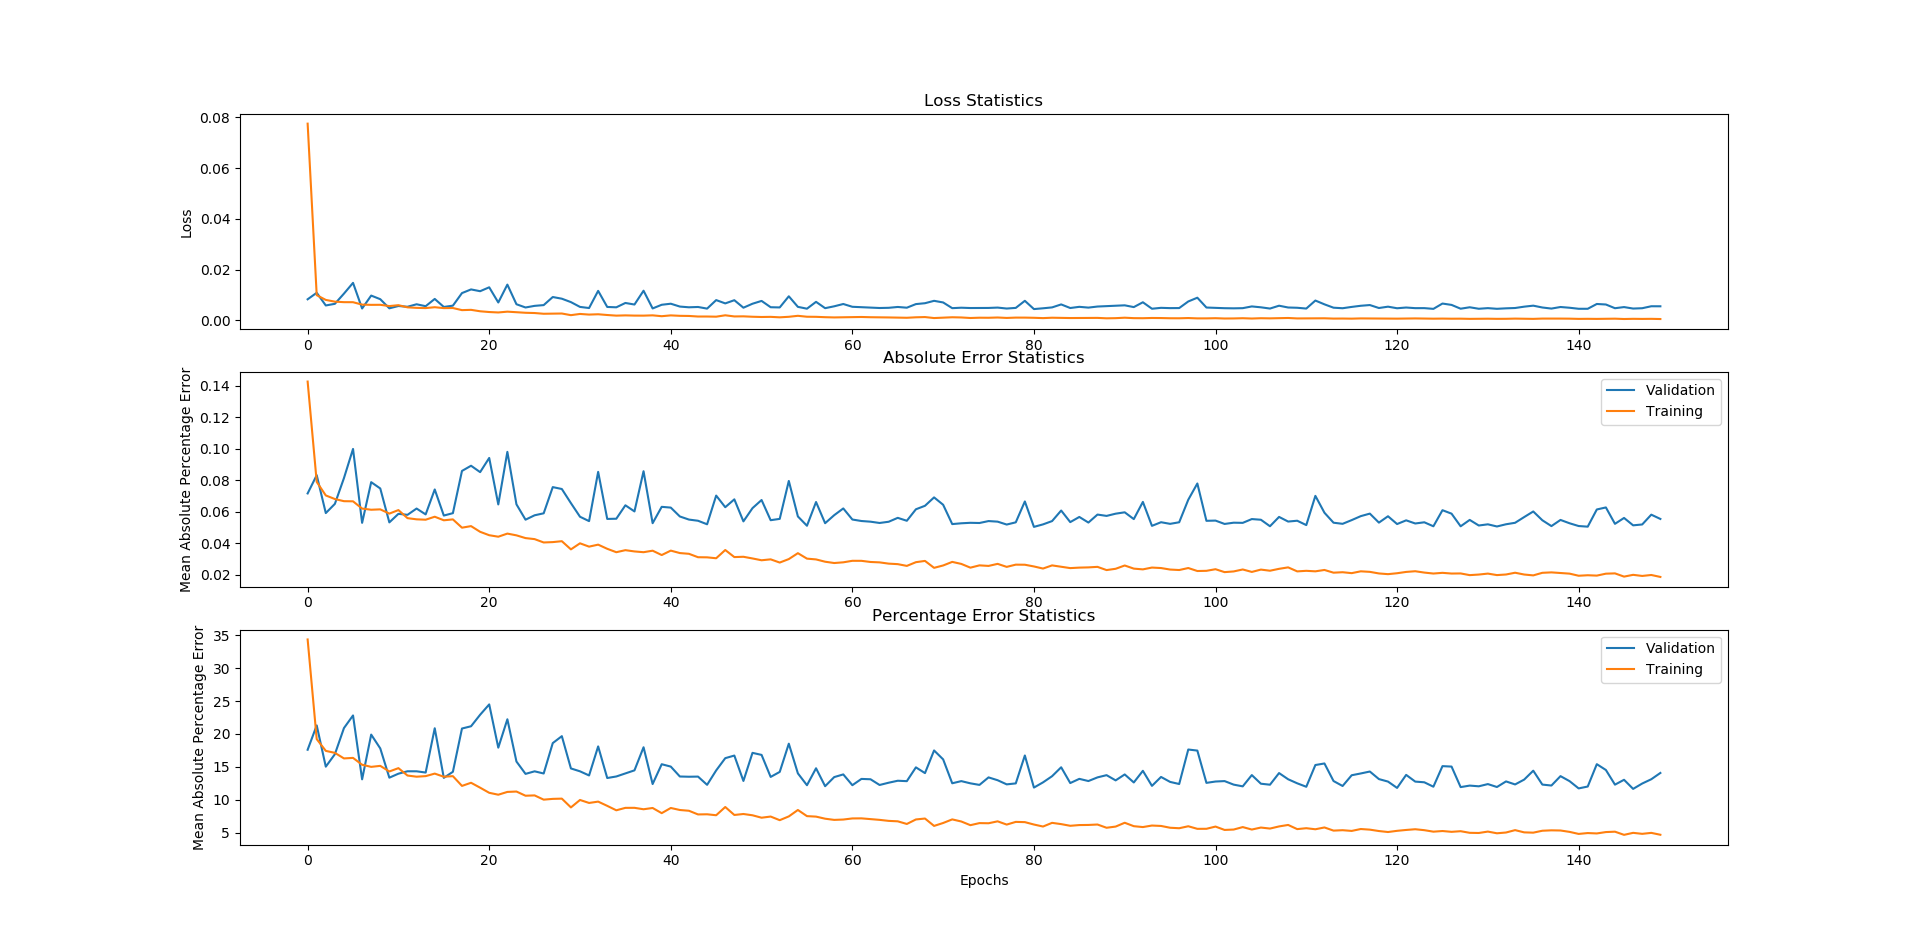 Loss Statistics
0.08
0.06
0.04
0.02
0.00
Loss
0 20 40 60 80 100 120 140
Absolute Error Statistics
0.14
0.12
0.10
0.08
0.06
0.04
0.02
Mean Absolute Percentage Error
Validation
Training
0 20 40 60 80 100 120 140
Percentage Error Statistics
35
30
25
20
15
10
5
Mean Absolute Percentage Error
Validation
Training
0 20 40 60 80 100 120 140
Epochs